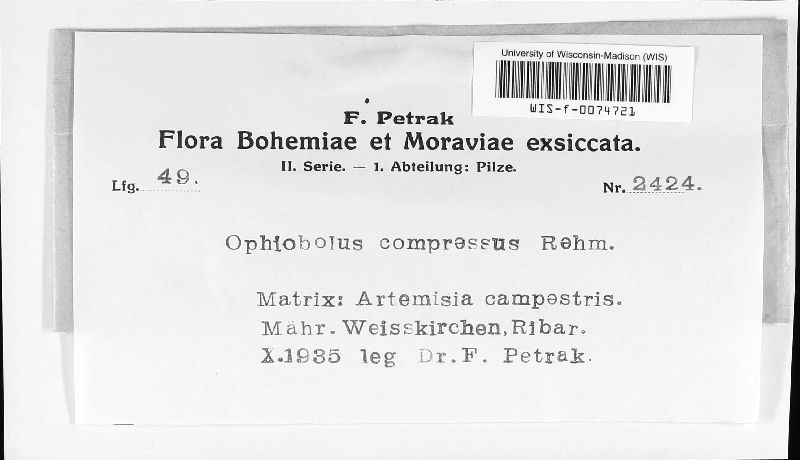 University of Wisconsin-Madison (WIS)
WIS-f-0074721
F. Petrak
Flora Bohemiae et Moraviae exsiccata.
II. Serie. — 1. Abteilung: Pilze.
Lfg. 49.
Nr. 2424.
Ophiobolus compressus Rehm.
Matrix: Artemisia campestris.
Mähr. Weisskirchen, Ribar.
X.1935 leg Dr. F. Petrak.